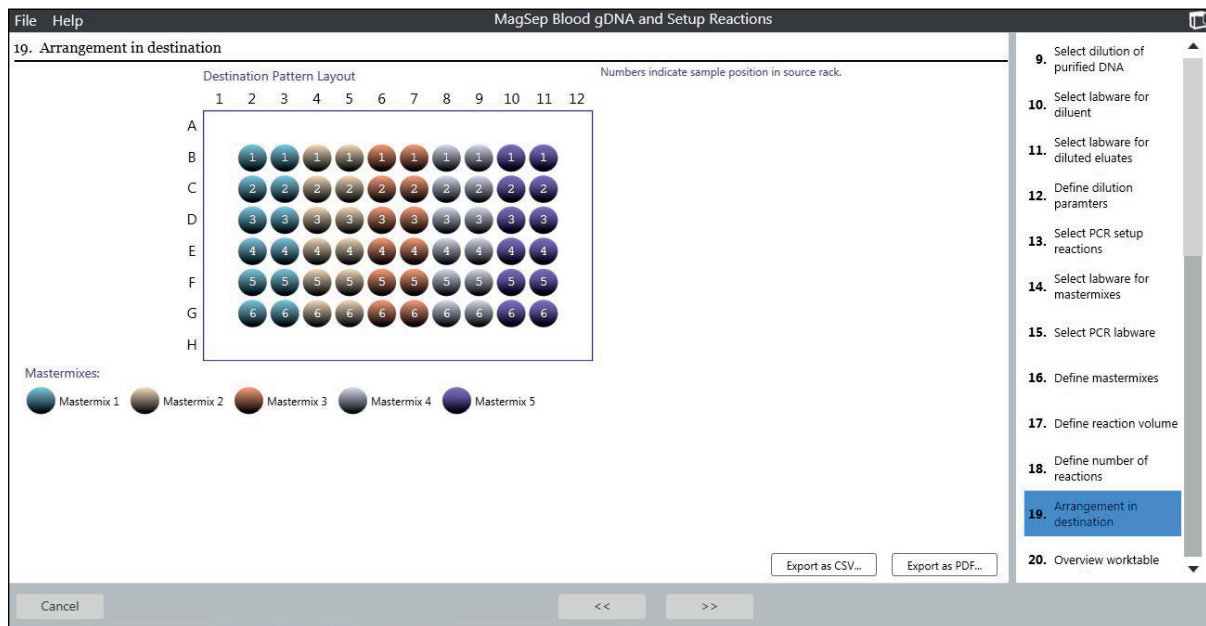 File Help
MagSep Blood gDNA and Setup Reactions
19. Arrangement in destination
Destination Pattern Layout
Numbers indicate sample position in source rack.
1 2 3 4 5 6 7 8 9 10 11 12
A
B 1 1 1 1 1 1 1 1 1 1
C 2 2 2 2 2 2 2 2 2 2
D 3 3 3 3 3 3 3 3 3 3
E 4 4 4 4 4 4 4 4 4 4
F 5 5 5 5 5 5 5 5 5 5
G 6 6 6 6 6 6 6 6 6 6
H
Mastermixes:
Mastermix 1 Mastermix 2 Mastermix 3 Mastermix 4 Mastermix 5
Export as CSV... Export as PDF...
Cancel << >>
9. Select dilution of
purified DNA
10. Select labware for
diluent
11. Select labware for
diluted eluates
12. Define dilution
paramters
13. Select PCR setup
reactions
14. Select labware for
mastermixes
15. Select PCR labware
16. Define mastermixes
17. Define reaction volume
18. Define number of
reactions
19. Arrangement in
destination
20. Overview worktable